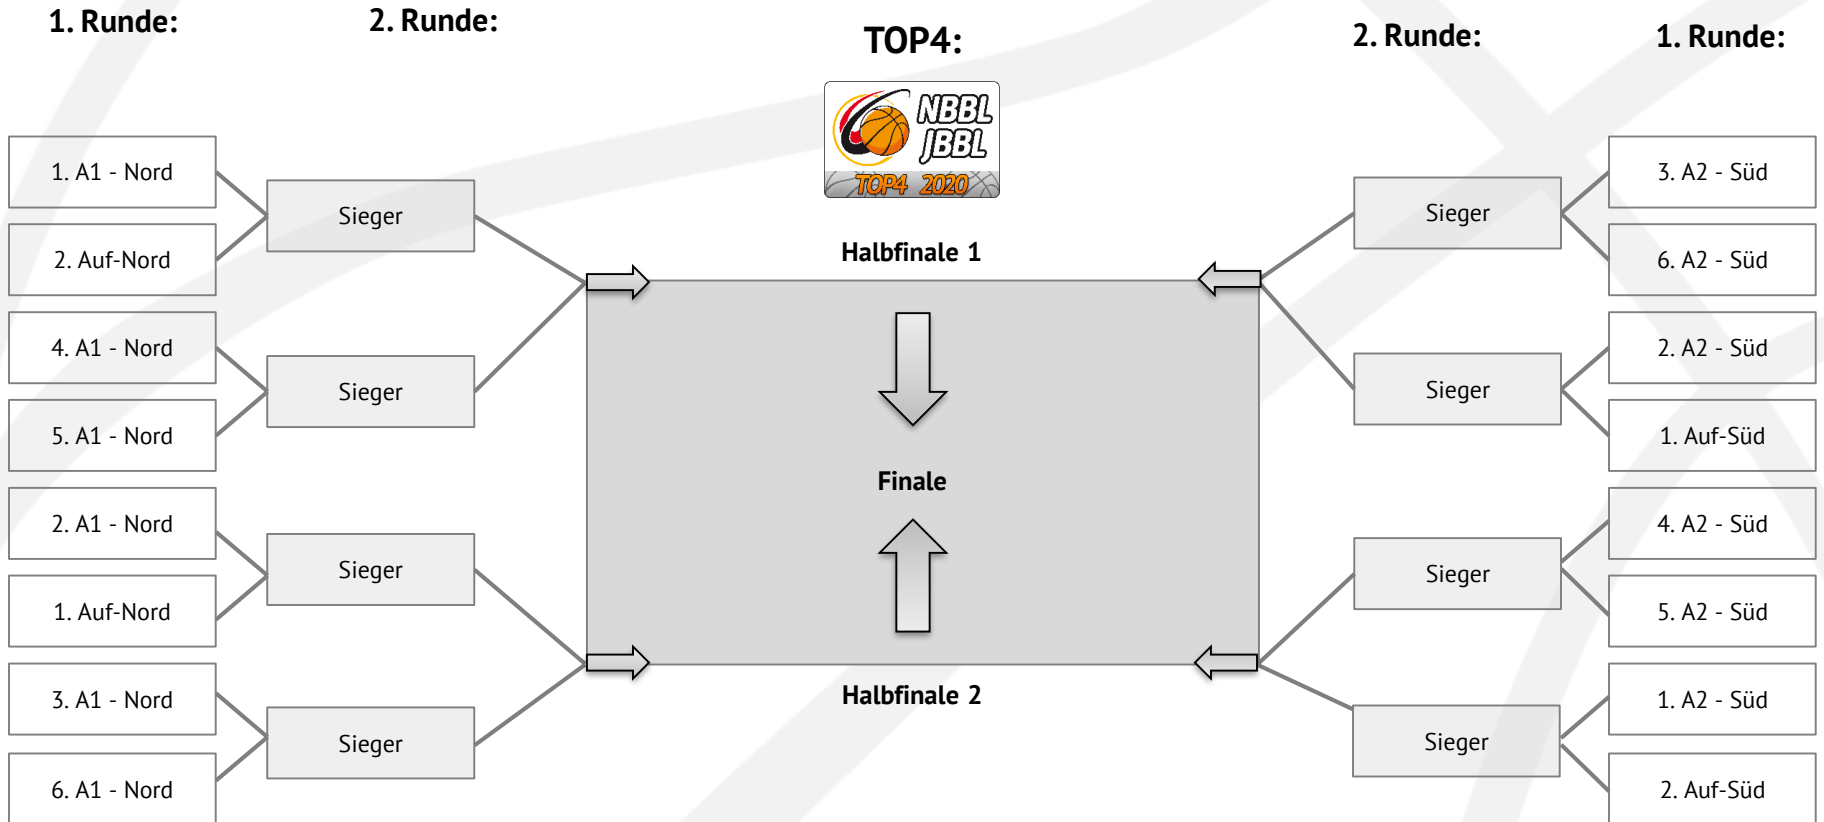 1. Runde:
2. Runde:
TOP4:
2. Runde:
1. Runde:
NBBL
JBBL
TOP4 2020
1. A1 - Nord
2. Auf-Nord
4. A1 - Nord
5. A1 - Nord
2. A1 - Nord
1. Auf-Nord
3. A1 - Nord
6. A1 - Nord
Sieger
Sieger
Sieger
Sieger
Halbfinale 1
Finale
Halbfinale 2
Sieger
Sieger
Sieger
Sieger
3. A2 - Süd
6. A2 - Süd
2. A2 - Süd
1. Auf-Süd
4. A2 - Süd
5. A2 - Süd
1. A2 - Süd
2. Auf-Süd